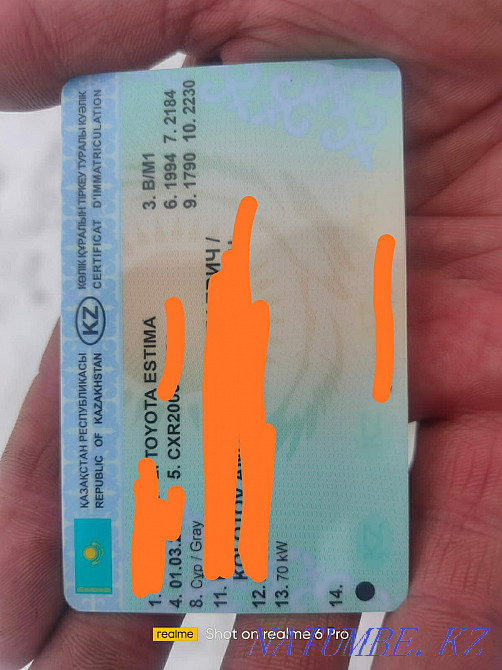 ҚАЗАҚСТАН РЕСПУБЛИКАСЫ KZ КӨЛІК ҚҰРАЛЫН ТІРКЕУ ТУРАЛЫ КУӘЛІК
REPUBLIC OF KAZAKHSTAN CERTIFICAT D'IMMATRICULATION
1. TOYOTA ESTIMA 3. B/M1
4. 01.03. 5. CXR20 6. 1994 7. 2184
8. Сұр / Gray 9. 1790 10. 2230
11. /
12.
13. 70 kW
14.
realme Shot on realme 6 Pro
NATUMBE. KZ